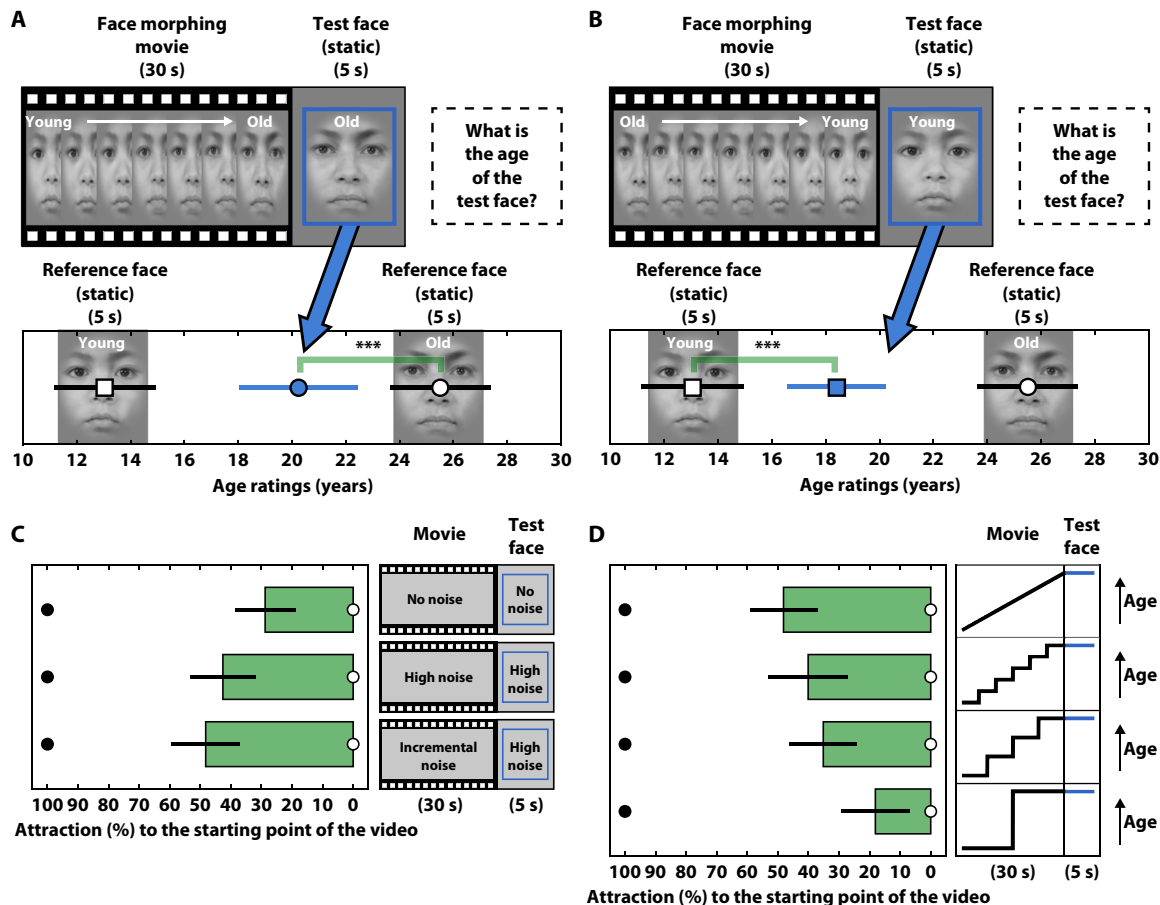 A
Face morphing
movie
(30 s)
Test face
(static)
(5 s)
Young
Old
Old
What is
the age
of the
test face?
Reference face
(static)
(5 s)
Reference face
(static)
(5 s)
Young
Old
***
10 12 14 16 18 20 22 24 26 28 30
Age ratings (years)
B
Face morphing
movie
(30 s)
Test face
(static)
(5 s)
Old
Young
Young
What is
the age
of the
test face?
Reference face
(static)
(5 s)
Reference face
(static)
(5 s)
Young
Old
***
10 12 14 16 18 20 22 24 26 28 30
Age ratings (years)
C
Movie
Test
face
No noise
No
noise
High noise
High
noise
Incremental
noise
High
noise
100 90 80 70 60 50 40 30 20 10 0
(30 s)
(5 s)
Attraction (%) to the starting point of the video
D
Movie
Test
face
Age
Age
Age
Age
100 90 80 70 60 50 40 30 20 10 0
(30 s)
(5 s)
Attraction (%) to the starting point of the video